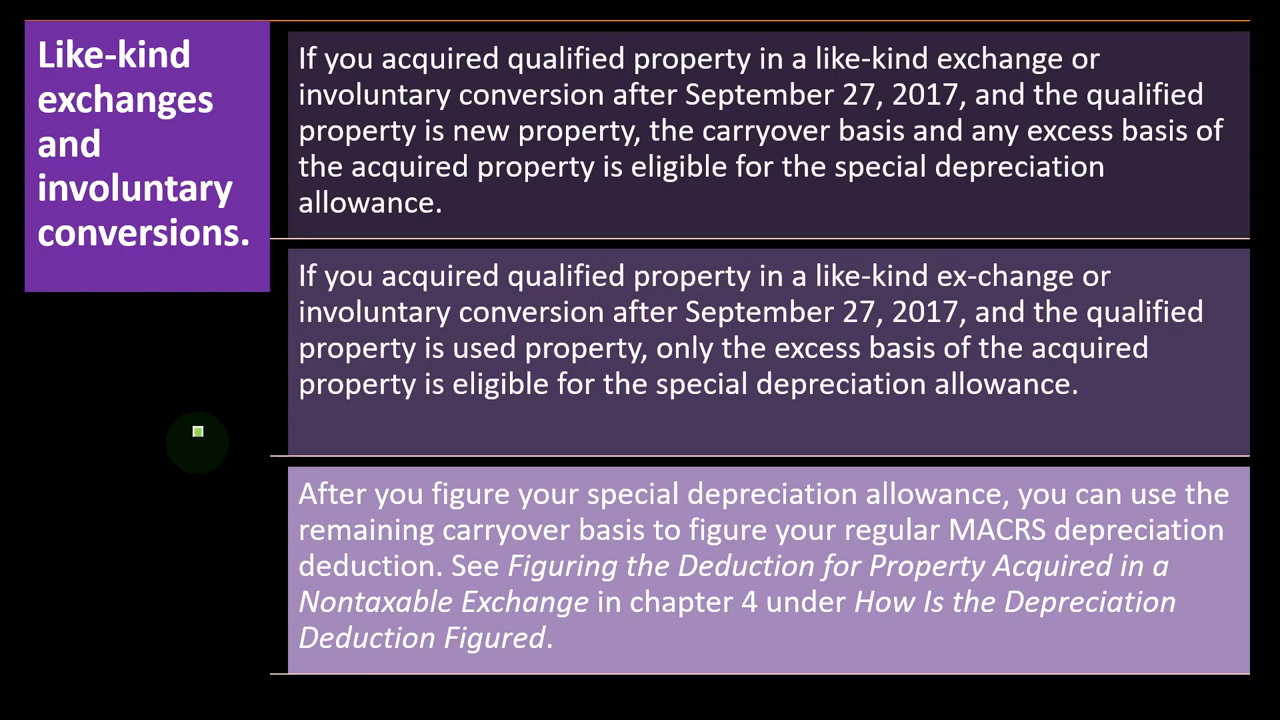 Like-kind
exchanges
and
involuntary
conversions.
If you acquired qualified property in a like-kind exchange or
involuntary conversion after September 27, 2017, and the qualified
property is new property, the carryover basis and any excess basis of
the acquired property is eligible for the special depreciation
allowance.
If you acquired qualified property in a like-kind ex-change or
involuntary conversion after September 27, 2017, and the qualified
property is used property, only the excess basis of the acquired
property is eligible for the special depreciation allowance.
After you figure your special depreciation allowance, you can use the
remaining carryover basis to figure your regular MACRS depreciation
deduction. See Figuring the Deduction for Property Acquired in a
Nontaxable Exchange in chapter 4 under How Is the Depreciation
Deduction Figured.